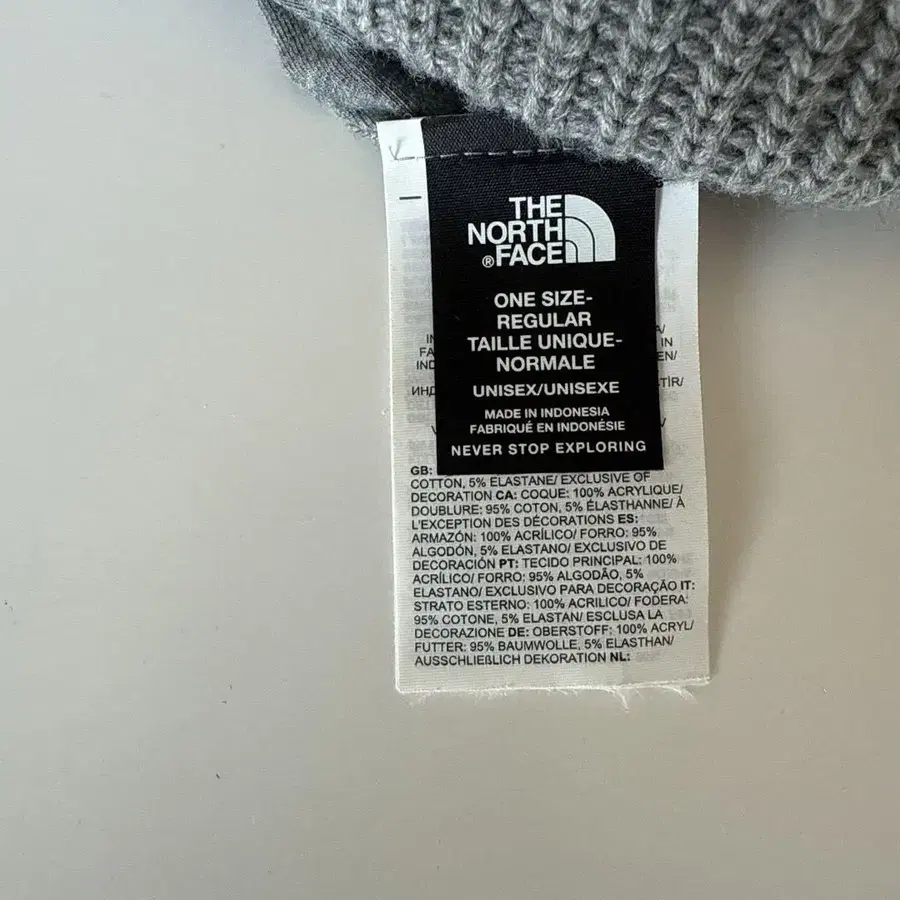 THE
NORTH
®FACE
ONE SIZE-
REGULAR
TAILLE UNIQUE-
NORMALE
UNISEX/UNISEXE
MADE IN INDONESIA
FABRIQUÉ EN INDONÉSIE
NEVER STOP EXPLORING
GB:
COTTON, 5% ELASTANE/ EXCLUSIVE OF
DECORATION CA: COQUE: 100% ACRYLIQUE/
DOUBLURE: 95% COTON, 5% ÉLASTHANNE/ À
L'EXCEPTION DES DÉCORATIONS ES:
ARMAZÓN: 100% ACRÍLICO/ FORRO: 95%
ALGODÓN, 5% ELASTANO/ EXCLUSIVO DE
DECORACIÓN PT: TECIDO PRINCIPAL: 100%
ACRÍLICO/ FORRO: 95% ALGODÃO, 5%
ELASTANO/ EXCLUSIVO PARA DECORAÇÃO IT:
STRATO ESTERNO: 100% ACRILICO/ FODERA:
95% COTONE, 5% ELASTAN/ ESCLUSA LA
DECORAZIONE DE: OBERSTOFF: 100% ACRYL/
FUTTER: 95% BAUMWOLLE, 5% ELASTHAN/
AUSSCHLIEßLICH DEKORATION NL: